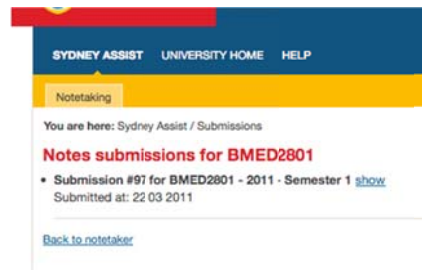 SYDNEY ASSIST UNIVERSITY HOME HELP
Notetaking
You are here: Sydney Assist / Submissions
Notes submissions for BMED2801
• Submission #97 for BMED2801 - 2011 - Semester 1 show
Submitted at: 22 03 2011
Back to notetaker